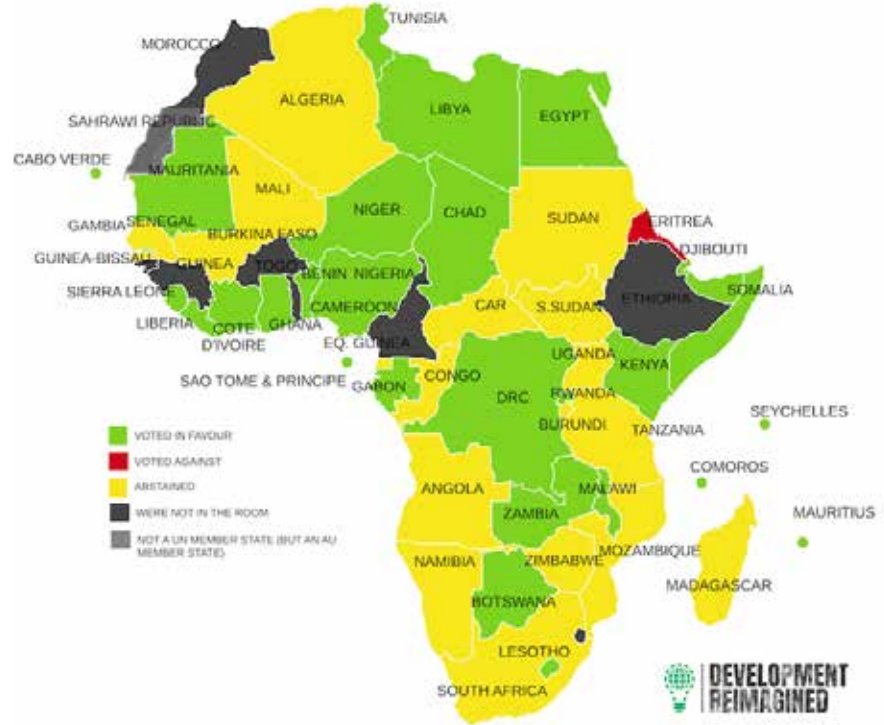 TUNISIA
MOROCCO
ALGERIA
LIBYA
EGYPT
SAHRAWI REPUBLIC
CABO VERDE
MAURITANIA
MALI
NIGER
CHAD
SUDAN
ERITREA
GAMBIA
SENEGAL
BURKINA FASO
DJIBOUTI
GUINEA-BISSAU
GUINEA
TOGO
BENIN
NIGERIA
ETHIOPIA
SOMALIA
SIERRA LEONE
CAR
S.SUDAN
LIBERIA
COTE
D'IVOIRE
GHANA
CAMEROON
EQ. GUINEA
UGANDA
KENYA
SAO TOME & PRINCIPE
GABON
CONGO
DRC
RWANDA
BURUNDI
TANZANIA
SEYCHELLES
COMOROS
ANGOLA
MALAWI
ZAMBIA
MAURITIUS
NAMIBIA
ZIMBABWE
MOZAMBIQUE
MADAGASCAR
BOTSWANA
LESOTHO
SOUTH AFRICA
VOTED IN FAVOUR
VOTED AGAINST
ABSTAINED
WERE NOT IN THE ROOM
NOT A UN MEMBER STATE (BUT AN AU
MEMBER STATE)
DEVELOPMENT
REIMAGINED